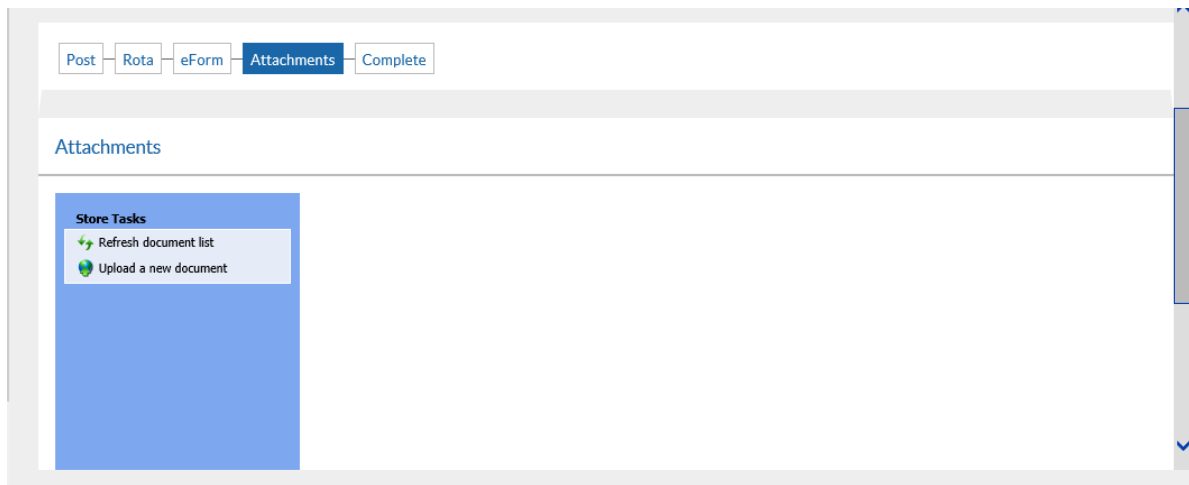 Post Rota eForm Attachments Complete
Attachments
Store Tasks
Refresh document list
Upload a new document